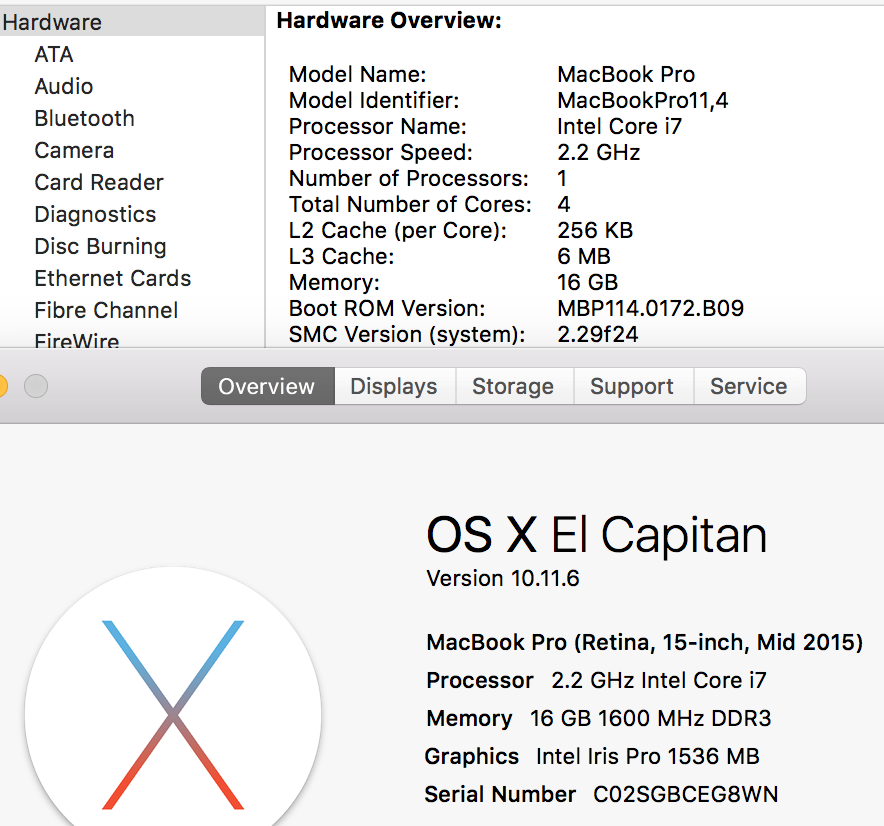 Hardware
ATA
Audio
Bluetooth
Camera
Card Reader
Diagnostics
Disc Burning
Ethernet Cards
Fibre Channel
FireWire
Hardware Overview:
Model Name: MacBook Pro
Model Identifier: MacBookPro11,4
Processor Name: Intel Core i7
Processor Speed: 2.2 GHz
Number of Processors: 1
Total Number of Cores: 4
L2 Cache (per Core): 256 KB
L3 Cache: 6 MB
Memory: 16 GB
Boot ROM Version: MBP114.0172.B09
SMC Version (system): 2.29f24
Overview Displays Storage Support Service
OS X El Capitan
Version 10.11.6
MacBook Pro (Retina, 15-inch, Mid 2015)
Processor 2.2 GHz Intel Core i7
Memory 16 GB 1600 MHz DDR3
Graphics Intel Iris Pro 1536 MB
Serial Number C02SGBCEG8WN